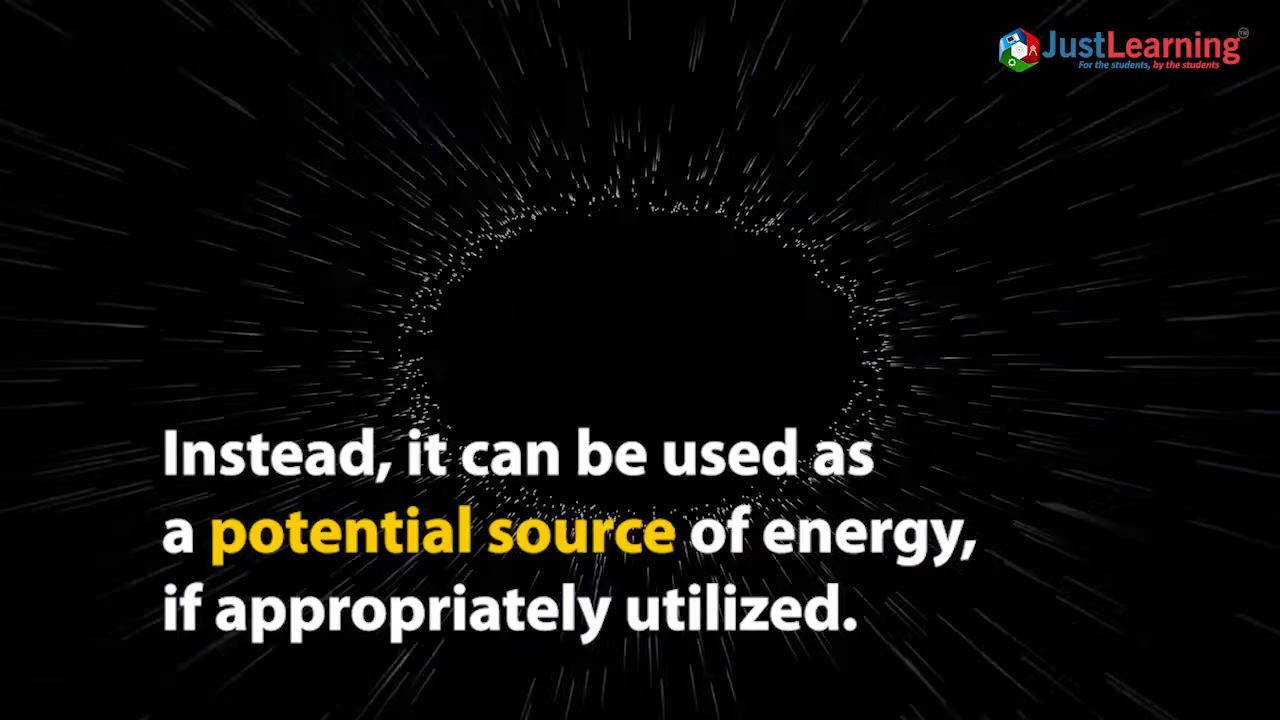 JustLearning
TM
For the students, by the students
Instead, it can be used as
a potential source of energy,
if appropriately utilized.